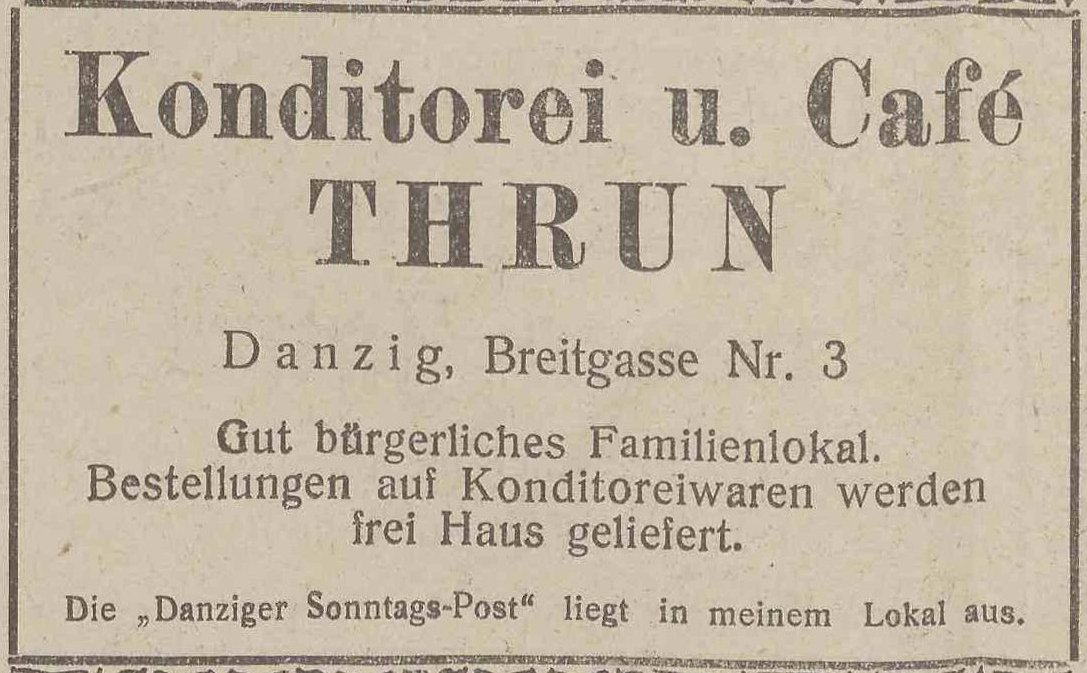 Konditorei u. Café
THRUN
Danzig, Breitgasse Nr. 3
Gut bürgerliches Familienlokal.
Bestellungen auf Konditoreiwaren werden
frei Haus geliefert.
Die „Danziger Sonntags-Post“ liegt in meinem Lokal aus.